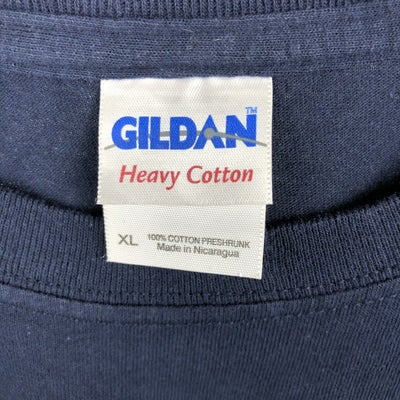 GILDAN™
Heavy Cotton
XL
100% COTTON PRESHRUNK
Made in Nicaragua